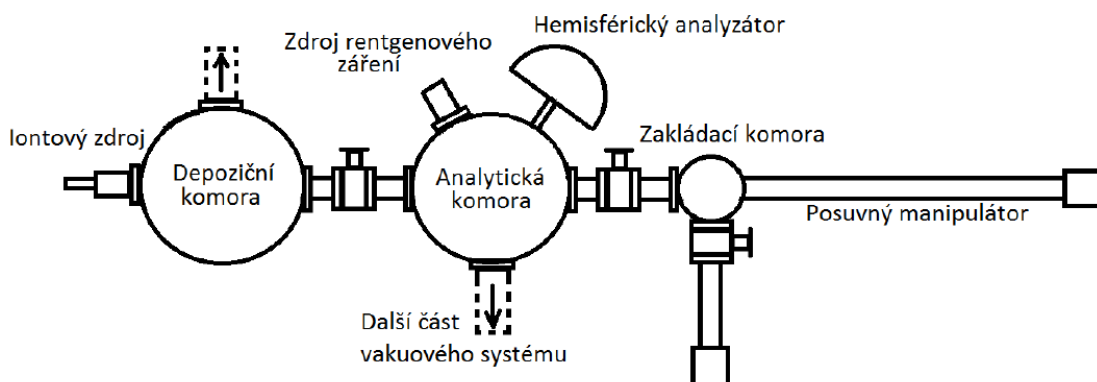 Hemisférický analyzátor
Zdroj rentgenového
záření
Iontový zdroj
Zakládací komora
Depoziční
komora
Analytická
komora
Posuvný manipulátor
Další část
vakuového systému